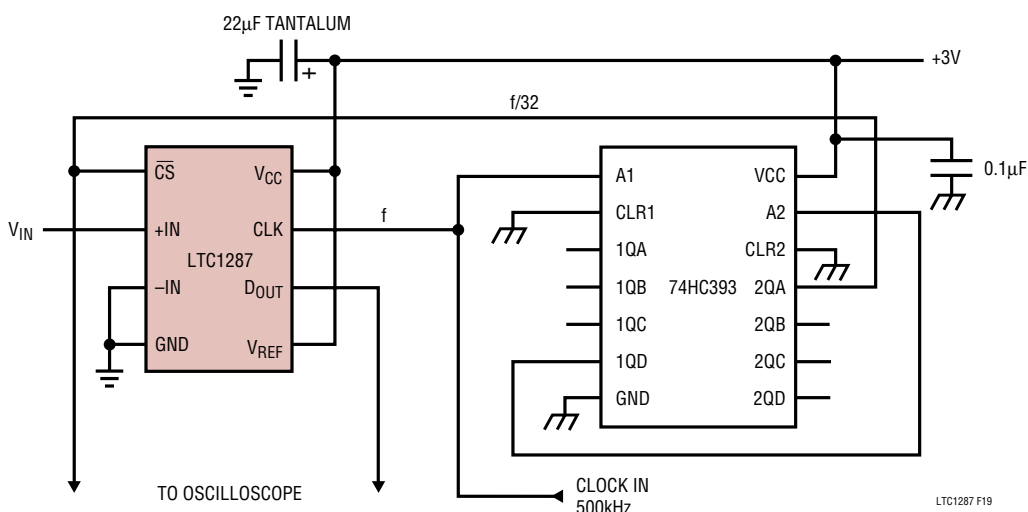 22μF TANTALUM
+
+3V
f/32
C̅S̅
VCC
VIN
+IN
CLK
f
LTC1287
–IN
DOUT
GND
VREF
A1
VCC
0.1μF
CLR1
A2
1QA
CLR2
1QB
74HC393
2QA
1QC
2QB
1QD
2QC
GND
2QD
TO OSCILLOSCOPE
CLOCK IN
500kHz
LTC1287 F19